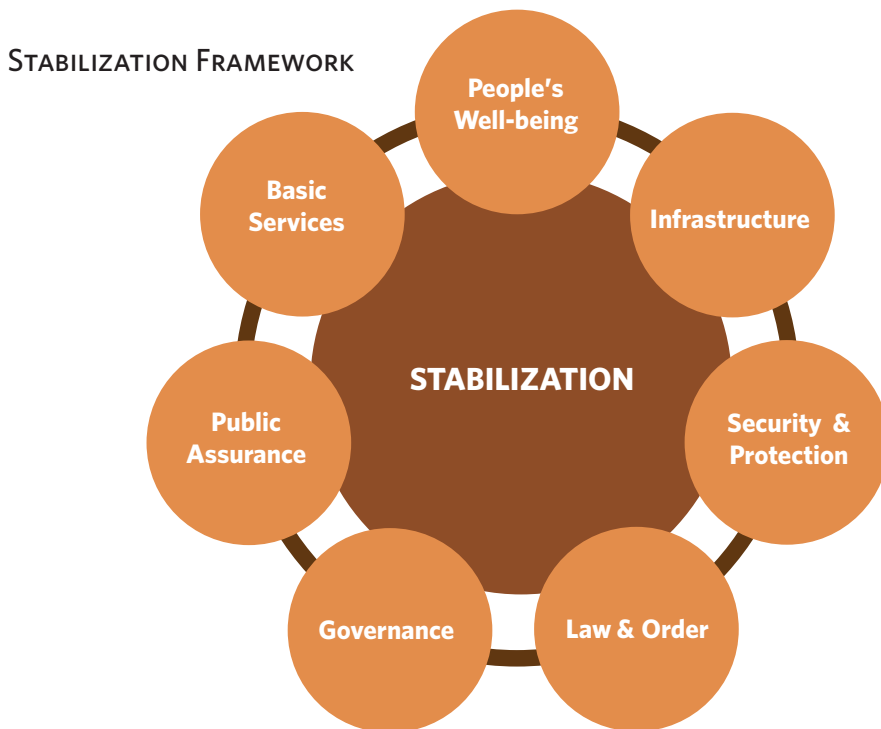 Stabilization Framework
People's
Well-being
Infrastructure
Security &
Protection
Law & Order
Governance
Public
Assurance
Basic
Services
STABILIZATION